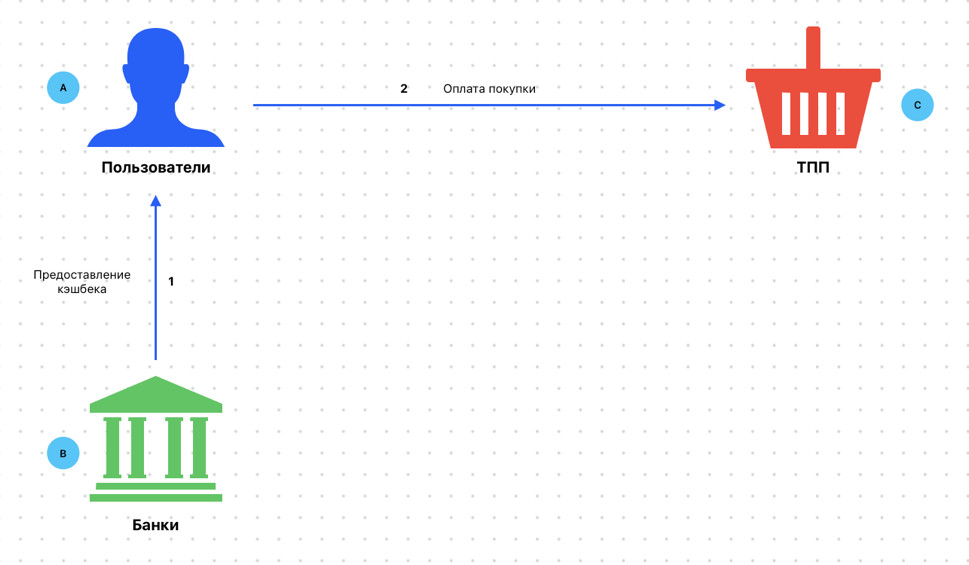 A
2 Оплата покупки
C
Пользователи
ТПП
Предоставление
кэшбека
1
B
Банки